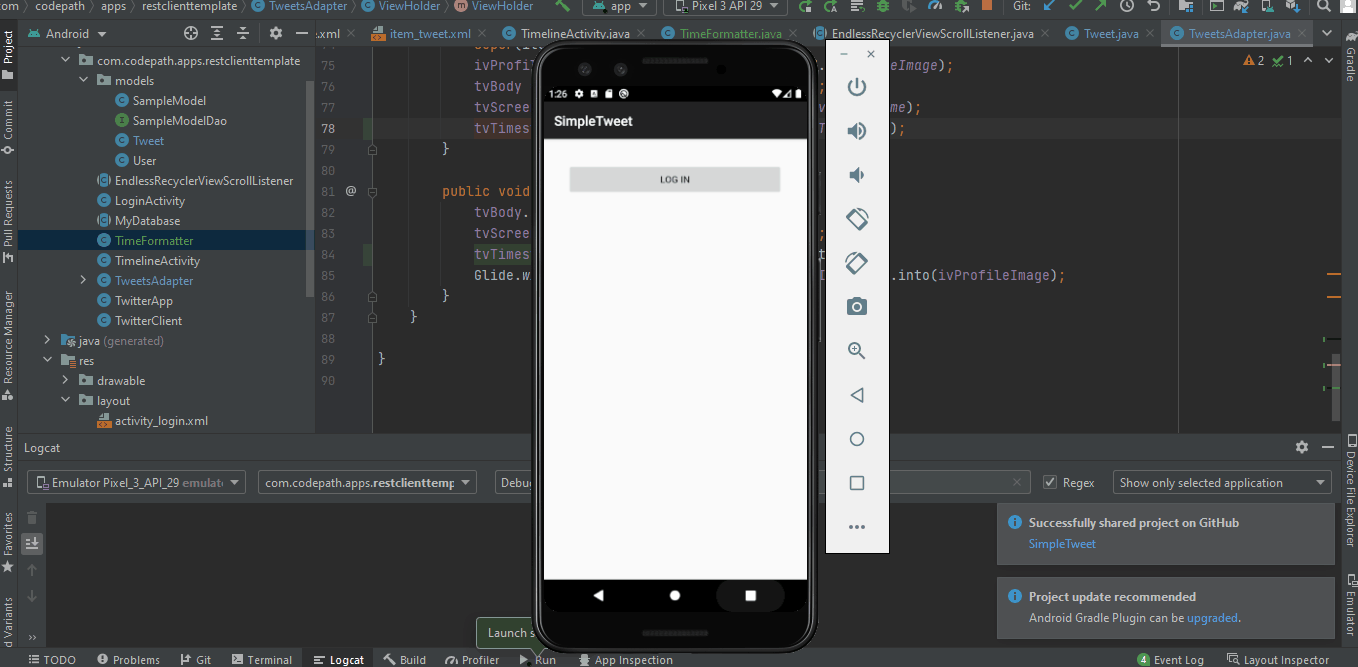 com codepath apps restclienttemplate TweetsAdapter ViewHolder ViewHolder app Pixel 3 API 29 Git:
Android e.xml item_tweet.xml TimelineActivity.java TimeFormatter.java EndlessRecyclerViewScrollListener.java Tweet.java TweetsAdapter.java
Project
Commit
Pull Requests
Resource Manager
Structure
Favorites
d Variants
com.codepath.apps.restclienttemplate
models
SampleModel
SampleModelDao
Tweet
User
EndlessRecyclerViewScrollListener
LoginActivity
MyDatabase
TimeFormatter
TimelineActivity
TweetsAdapter
TwitterApp
TwitterClient
java (generated)
res
drawable
layout
activity_login.xml
2 1
75 ivProfi leImage);
76 tvBody ;
77 tvScree me);
78 tvTimes );
79 }
80
81 @ public void
82 tvBody.
83 tvScree ;
84 tvTimes
85 Glide.w .into(ivProfileImage);
86 }
87 }
88
89 }
90
1:26
SimpleTweet
LOG IN
Logcat
Emulator Pixel_3_API_29 emulat com.codepath.apps.restclienttemp Debu Regex Show only selected application
Successfully shared project on GitHub
SimpleTweet
Project update recommended
Android Gradle Plugin can be upgraded.
Launch s
TODO Problems Git Terminal Logcat Build Profiler Run App Inspection 4 Event Log Layout Inspector
Gradle
Device File Explorer
Emulator